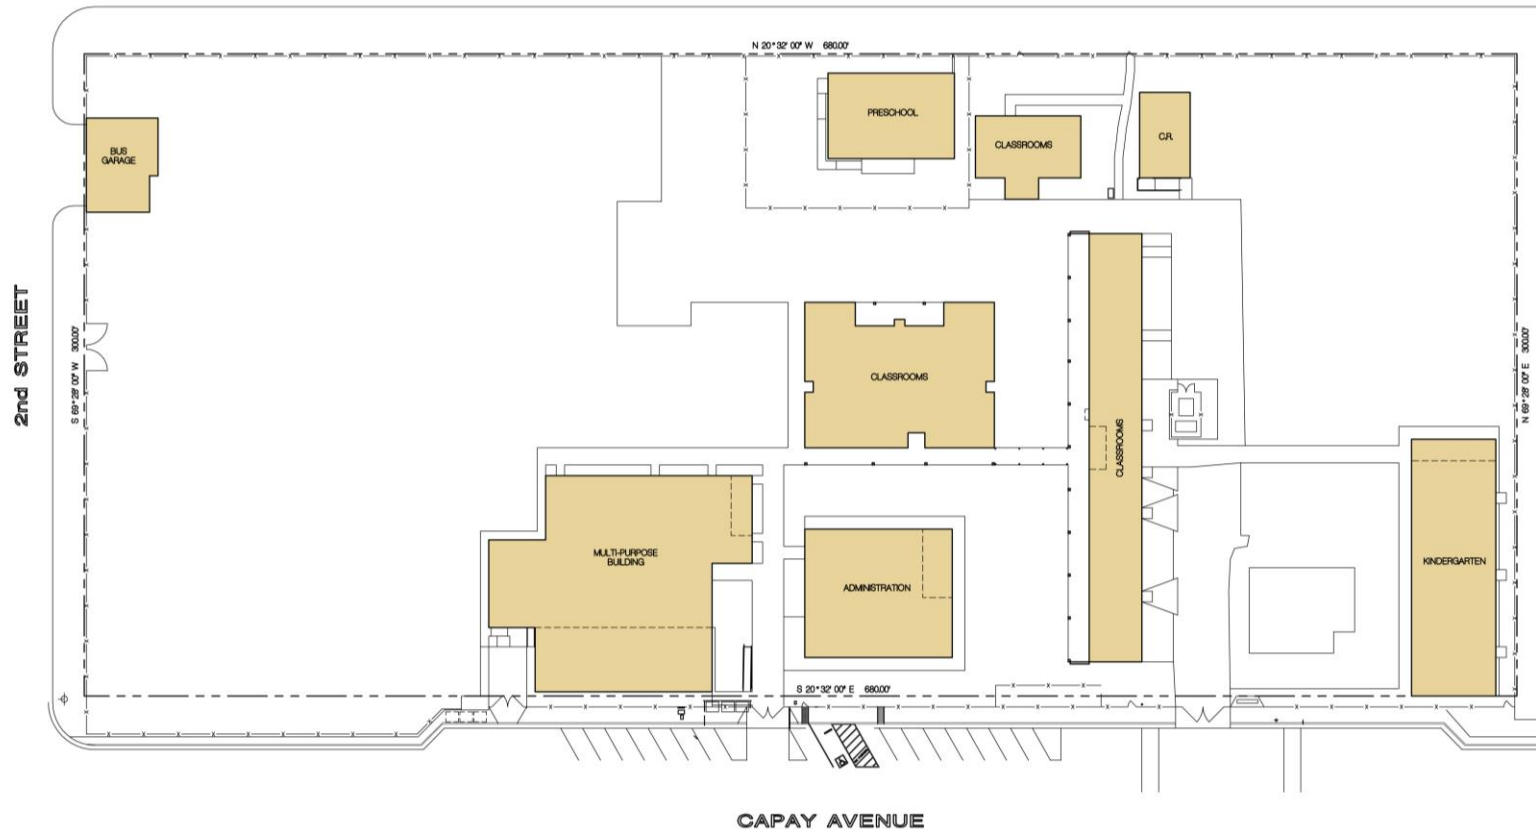 N 20°32' 00" W 680.00'
PRESCHOOL
CLASSROOMS
C.R.
BUS
GARAGE
2nd STREET
S 69°28' 00" W 300.00'
CLASSROOMS
CLASSROOMS
N 69°28' 00" E 300.00'
MULTI-PURPOSE
BUILDING
ADMINISTRATION
KINDERGARTEN
S 20°32' 00" E 680.00'
CAPAY AVENUE